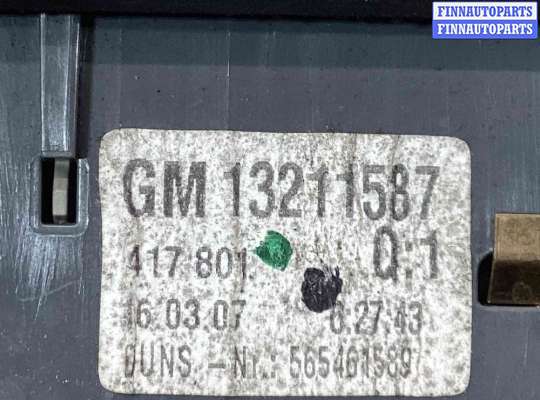 FINNAUTOPARTS
FINNAUTOPARTS
GM 13211587
417 801 Q:1
16.03.07 6:27:43
DUNS -Nr.: 565461589